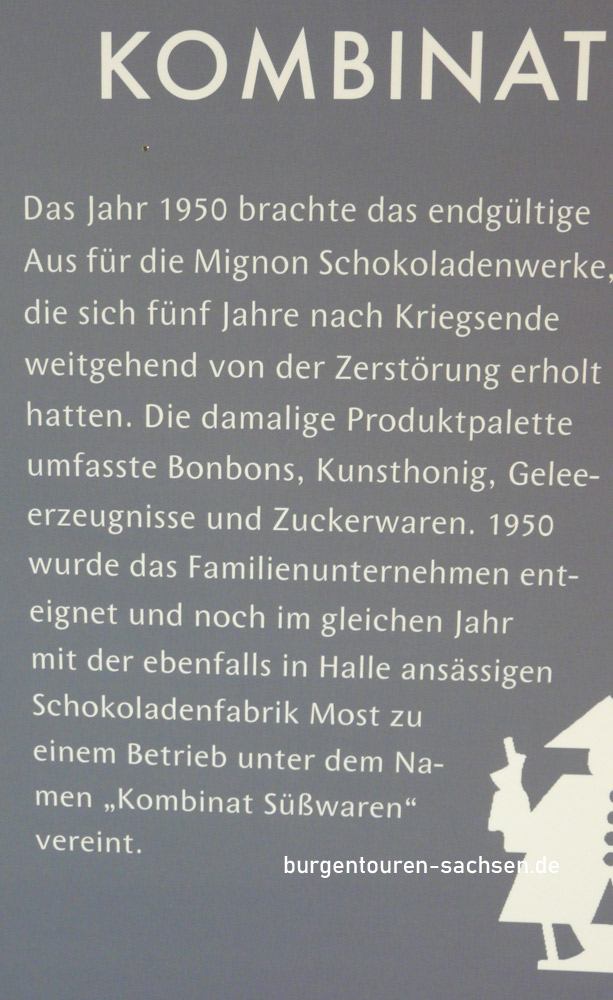 KOMBINAT
Das Jahr 1950 brachte das endgültige
Aus für die Mignon Schokoladenwerke,
die sich fünf Jahre nach Kriegsende
weitgehend von der Zerstörung erholt
hatten. Die damalige Produktpalette
umfasste Bonbons, Kunsthonig, Gelee-
erzeugnisse und Zuckerwaren. 1950
wurde das Familienunternehmen ent-
eignet und noch im gleichen Jahr
mit der ebenfalls in Halle ansässigen
Schokoladenfabrik Most zu
einem Betrieb unter dem Na-
men „Kombinat Süßwaren“
vereint.
burgentouren-sachsen.de